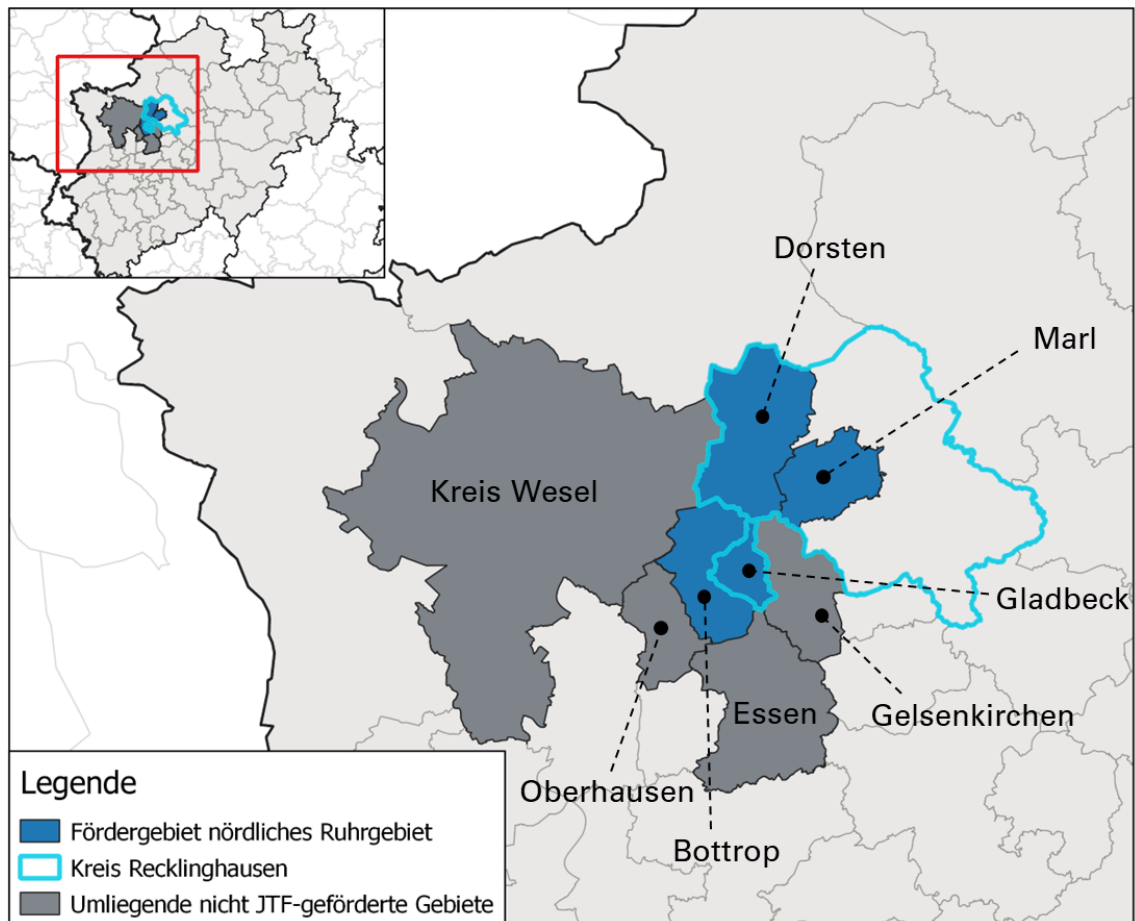 Dorsten
Marl
Kreis Wesel
Gladbeck
Essen
Gelsenkirchen
Oberhausen
Bottrop
Legende
Fördergebiet nördliches Ruhrgebiet
Kreis Recklinghausen
Umliegende nicht JTF-geförderte Gebiete